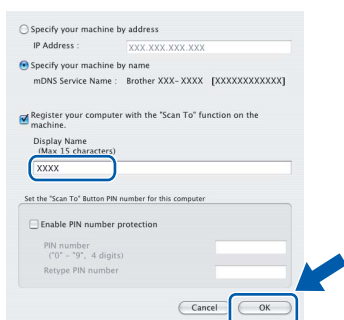 Specify your machine by address
IP Address : XXX.XXX.XXX.XXX
Specify your machine by name
mDNS Service Name : Brother XXX- XXXX [XXXXXXXXXXXX]
Register your computer with the "Scan To" function on the
machine.
Display Name
(Max 15 characters)
XXXX
Set the "Scan To" Button PIN number for this computer
Enable PIN number protection
PIN number
("0" - "9", 4 digits)
Retype PIN number
Cancel OK